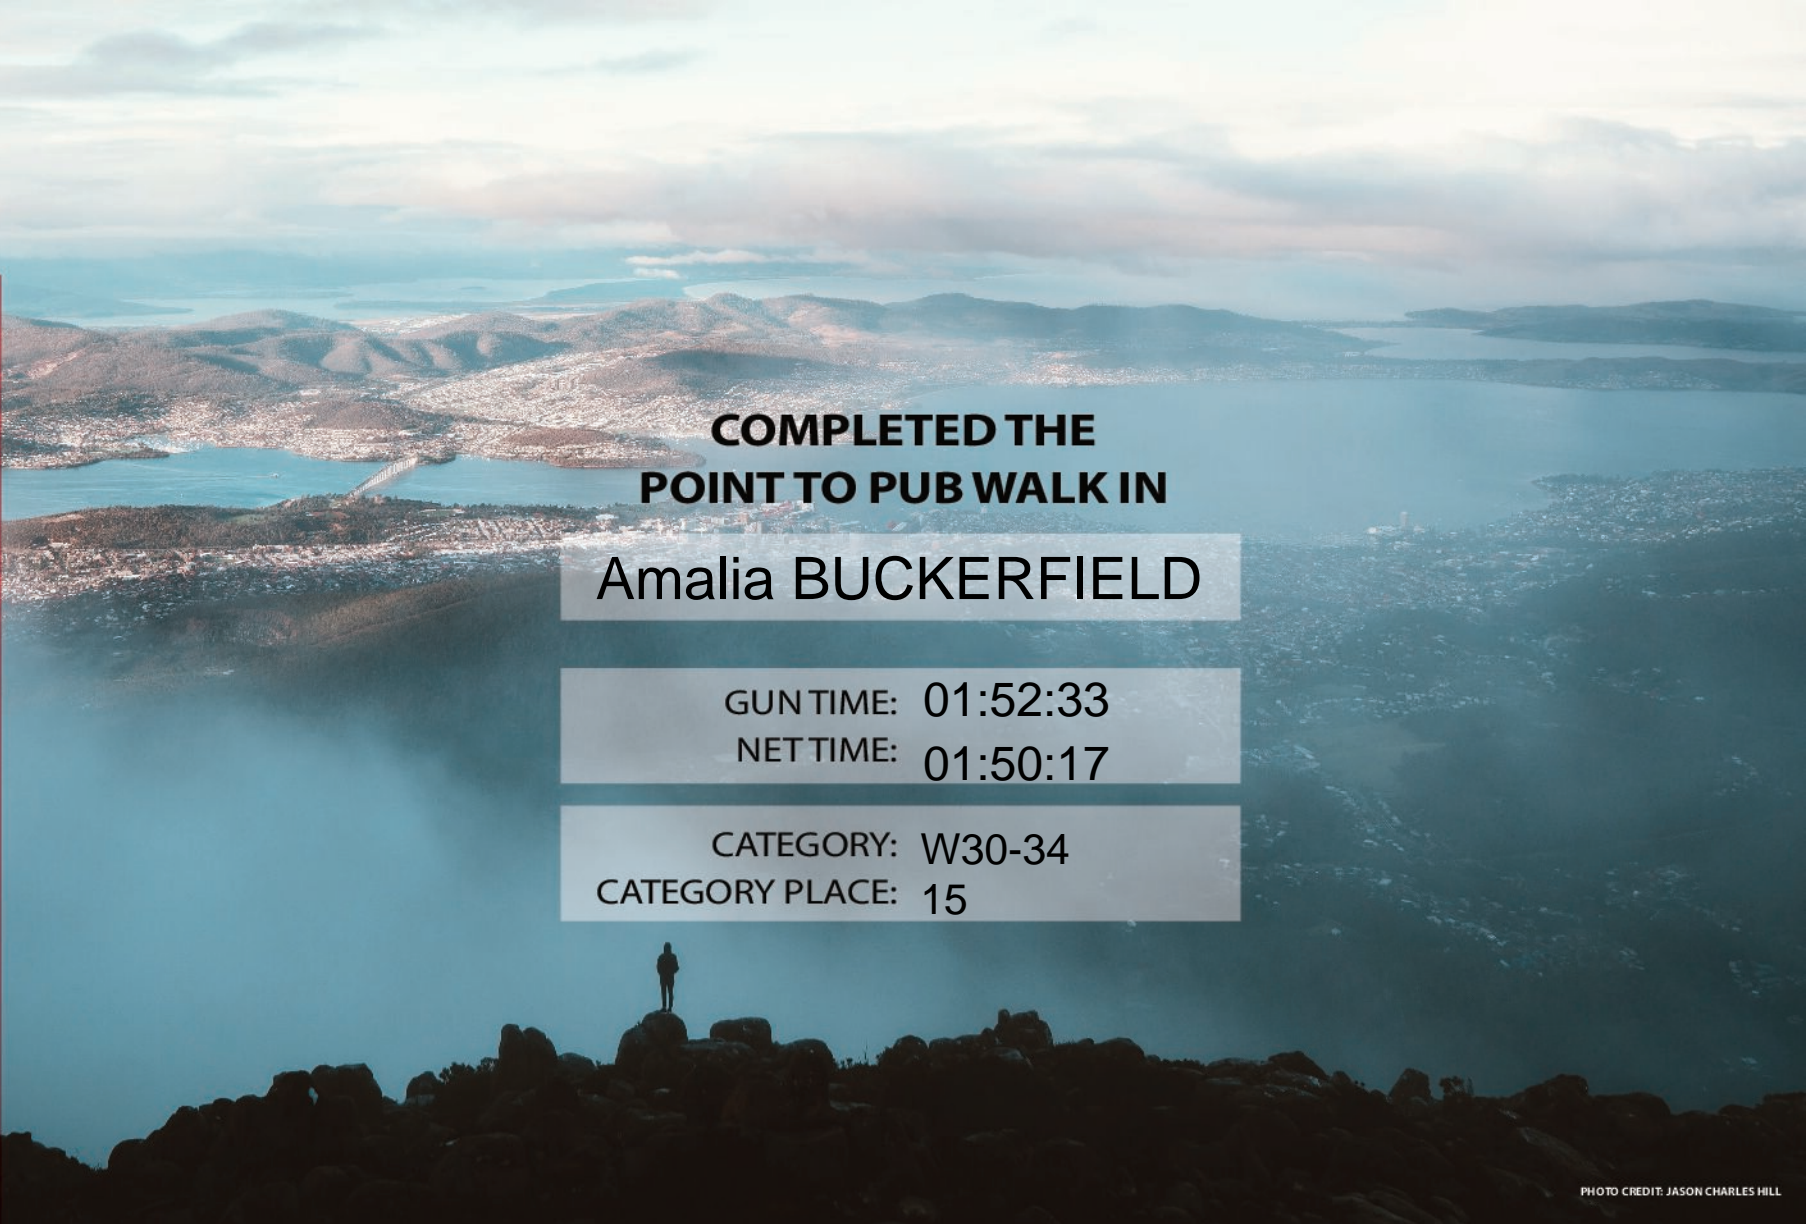 COMPLETED THE
POINT TO PUB WALK IN
Amalia BUCKERFIELD
GUN TIME: 01:52:33
NET TIME: 01:50:17
CATEGORY: W30-34
CATEGORY PLACE: 15
PHOTO CREDIT: JASON CHARLES HILL